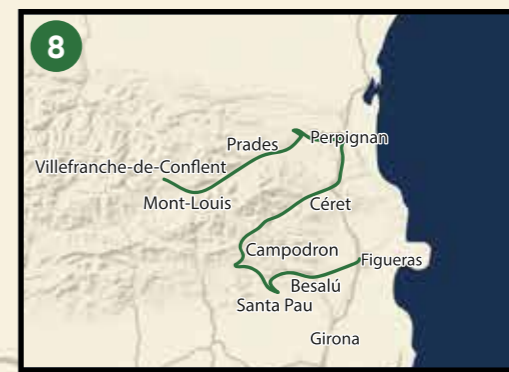 8
Prades
Perpignan
Villefranche-de-Conflent
Mont-Louis
Céret
Campodron
Figueras
Besalú
Santa Pau
Girona